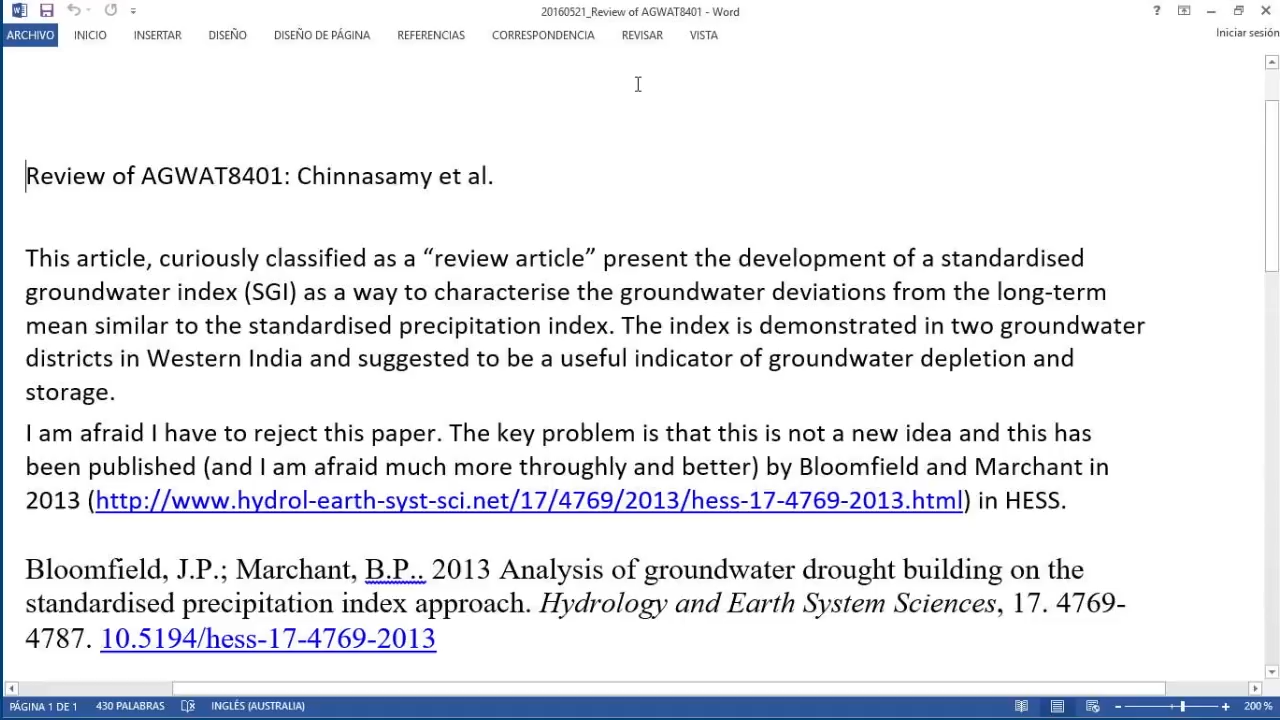 20160521_Review of AGWAT8401 - Word
Iniciar sesión
ARCHIVO INICIO INSERTAR DISEÑO DISEÑO DE PÁGINA REFERENCIAS CORRESPONDENCIA REVISAR VISTA
Review of AGWAT8401: Chinnasamy et al.
This article, curiously classified as a “review article” present the development of a standardised
groundwater index (SGI) as a way to characterise the groundwater deviations from the long-term
mean similar to the standardised precipitation index. The index is demonstrated in two groundwater
districts in Western India and suggested to be a useful indicator of groundwater depletion and
storage.
I am afraid I have to reject this paper. The key problem is that this is not a new idea and this has
been published (and I am afraid much more throughly and better) by Bloomfield and Marchant in
2013 (http://www.hydrol-earth-syst-sci.net/17/4769/2013/hess-17-4769-2013.html) in HESS.
Bloomfield, J.P.; Marchant, B.P.. 2013 Analysis of groundwater drought building on the
standardised precipitation index approach. Hydrology and Earth System Sciences, 17. 4769-
4787. 10.5194/hess-17-4769-2013
PÁGINA 1 DE 1 430 PALABRAS INGLÉS (AUSTRALIA) 200 %